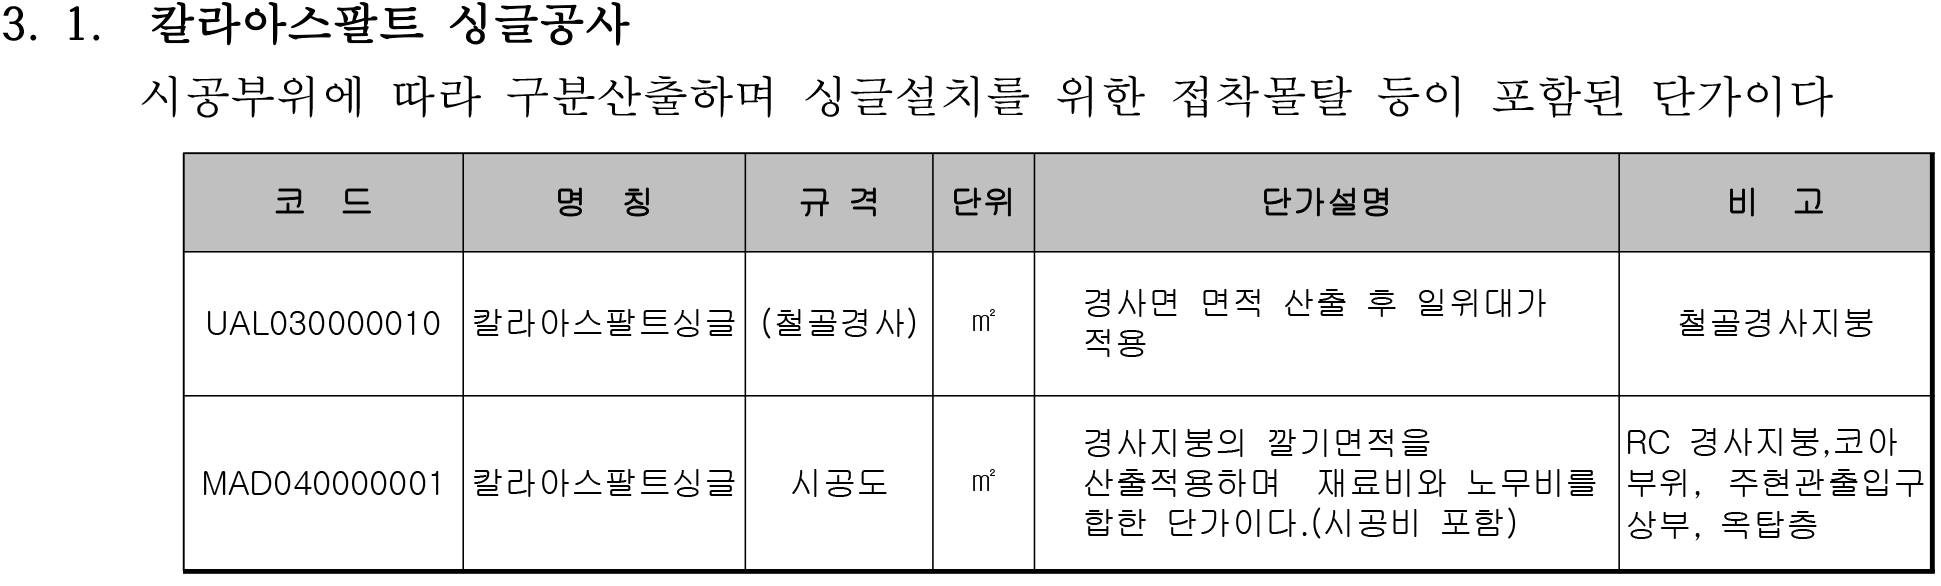 3. 1. 칼라아스팔트 싱글공사
시공부위에 따라 구분산출하며 싱글설치를 위한 접착몰탈 등이 포함된 단가이다
코 드 명 칭 규 격 단위 단가설명 비 고
UAL030000010 칼라아스팔트싱글 (철골경사) ㎡ 경사면 면적 산출 후 일위대가
적용 철골경사지붕
MAD040000001 칼라아스팔트싱글 시공도 ㎡ 경사지붕의 깔기면적을
산출적용하며 재료비와 노무비를
합한 단가이다.(시공비 포함)
RC 경사지붕,코아
부위, 주현관출입구
상부, 옥탑층